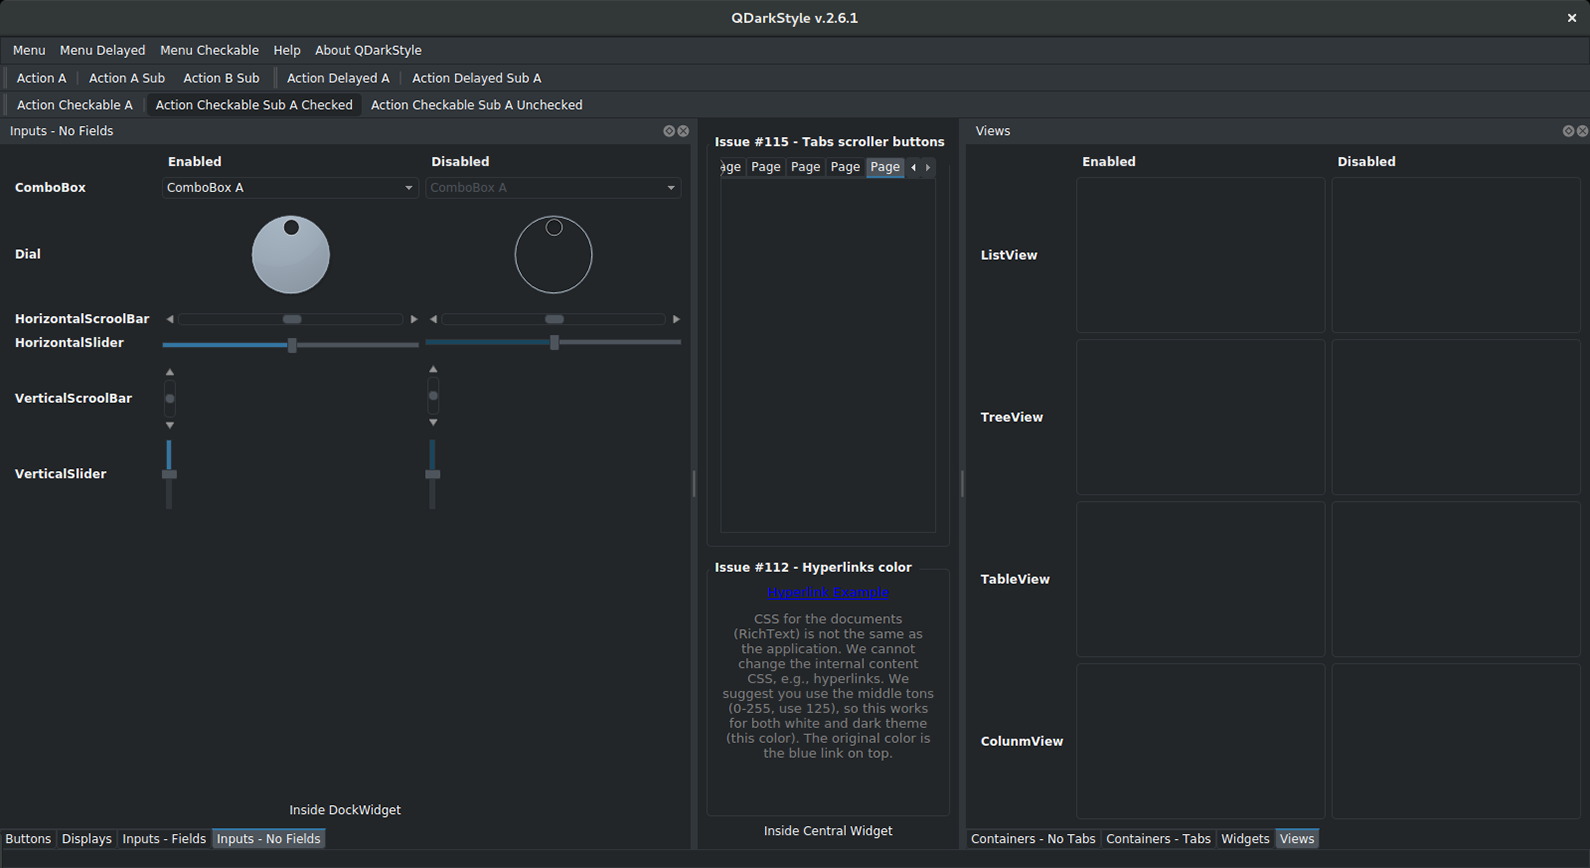 QDarkStyle v.2.6.1
Menu Menu Delayed Menu Checkable Help About QDarkStyle
Action A Action A Sub Action B Sub Action Delayed A Action Delayed Sub A
Action Checkable A Action Checkable Sub A Checked Action Checkable Sub A Unchecked
Inputs - No Fields
Enabled Disabled
ComboBox ComboBox A ComboBox A
Dial
HorizontalScroolBar
HorizontalSlider
VerticalScroolBar
VerticalSlider
Inside DockWidget
Buttons Displays Inputs - Fields Inputs - No Fields
Issue #115 - Tabs scroller buttons
age Page Page Page Page
Issue #112 - Hyperlinks color
Hyperlink Example
CSS for the documents
(RichText) is not the same as
the application. We cannot
change the internal content
CSS, e.g., hyperlinks. We
suggest you use the middle tons
(0-255, use 125), so this works
for both white and dark theme
(this color). The original color is
the blue link on top.
Inside Central Widget
Views
Enabled Disabled
ListView
TreeView
TableView
ColunmView
Containers - No Tabs Containers - Tabs Widgets Views